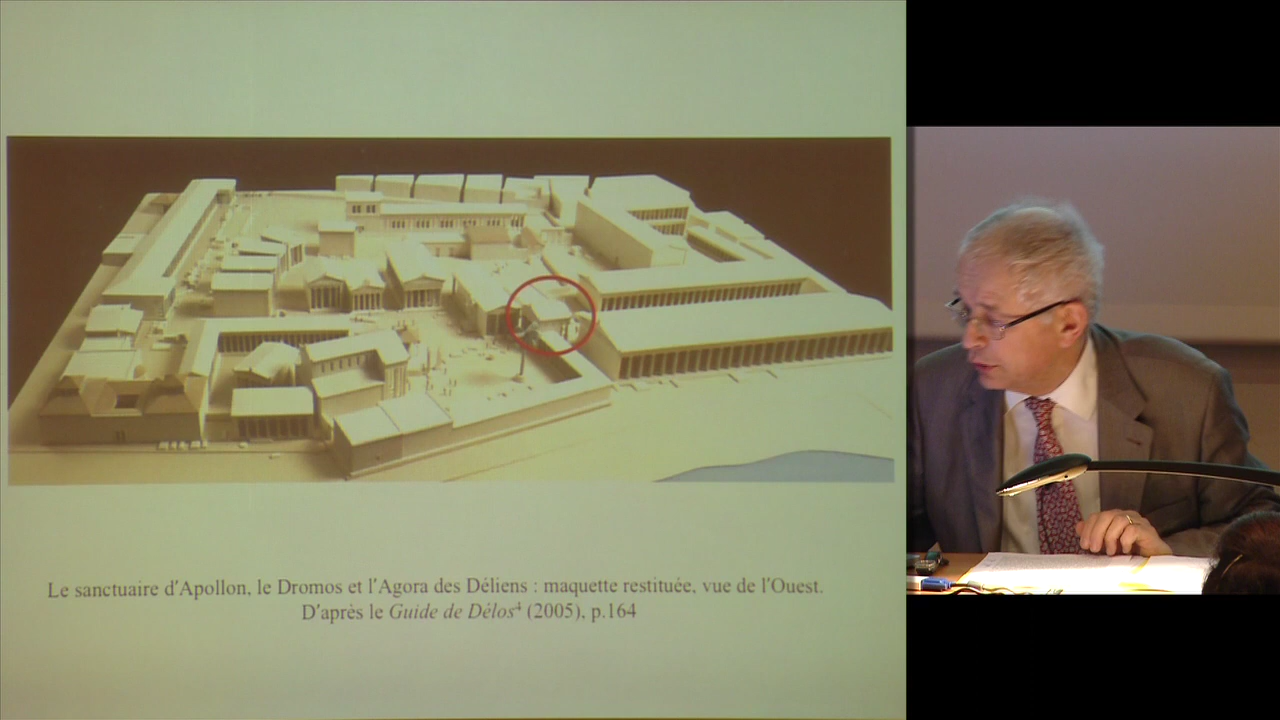 Le sanctuaire d'Apollon, le Dromos et l'Agora des Déliens : maquette restituée, vue de l'Ouest.
D'après le Guide de Délos⁴ (2005), p.164